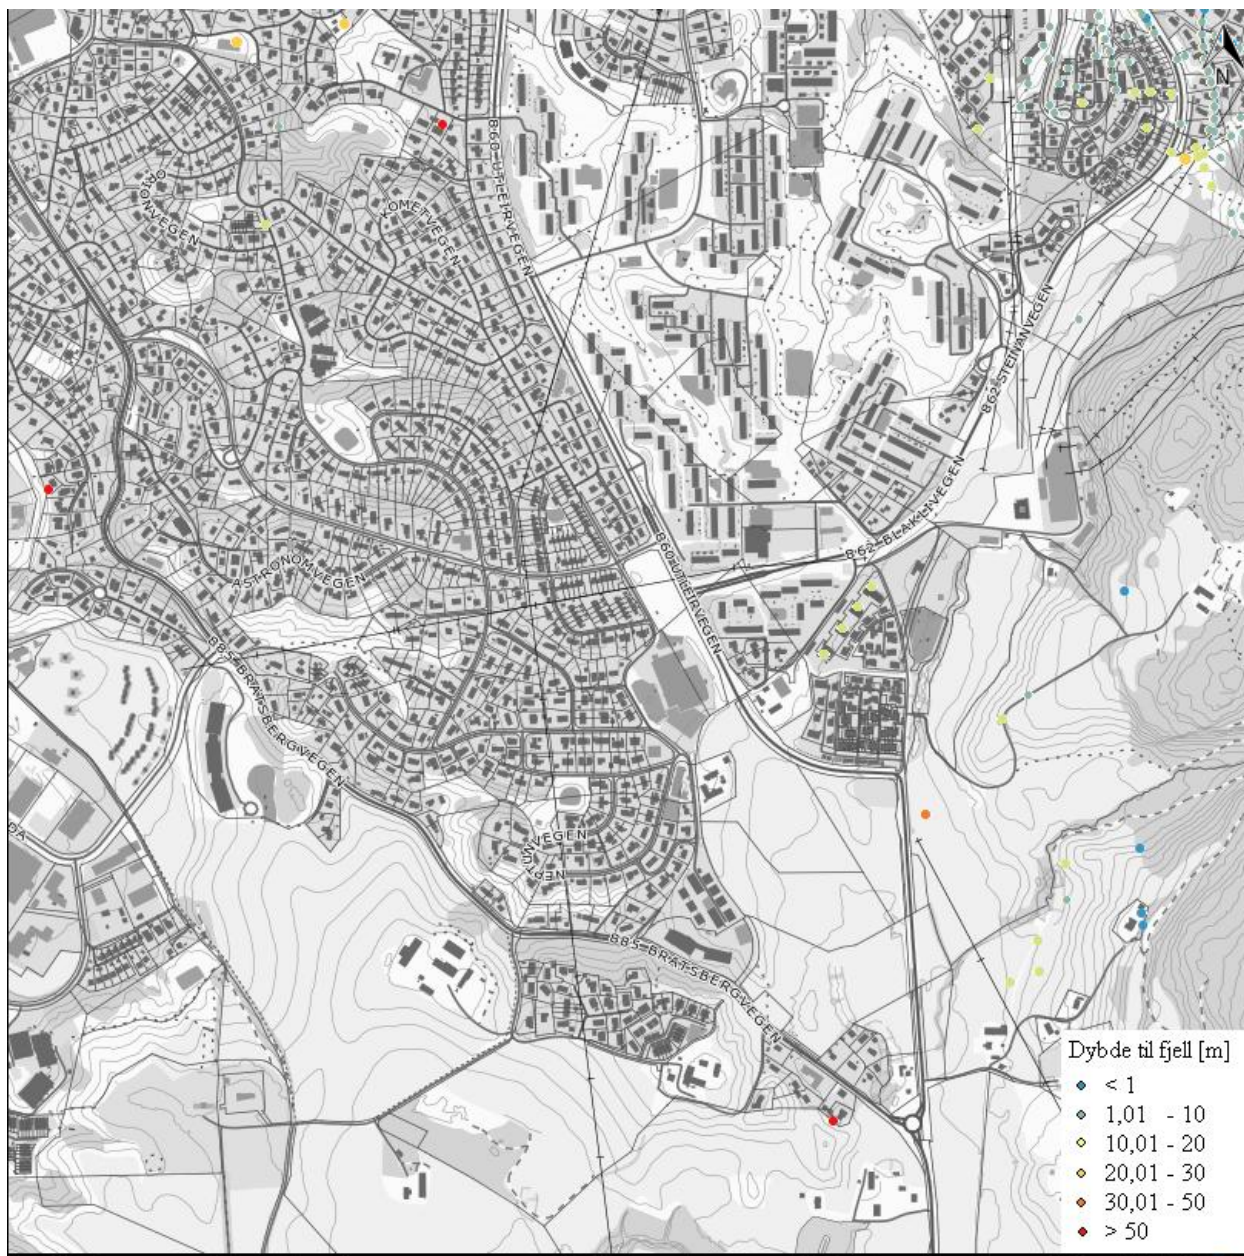 N
ORIONVEGEN
KOMETVEGEN
860 UTLEIRVEGEN
862 STEINANVEGEN
862 BLAKLIVEGEN
860 UTLEIRVEGEN
ASTRONOMVEGEN
885 BRATSBERGVEGEN
NEPTUNVEGEN
DA
885 BRATSBERGVEGEN
Dybde til fjell [m]
< 1
1,01 - 10
10,01 - 20
20,01 - 30
30,01 - 50
> 50